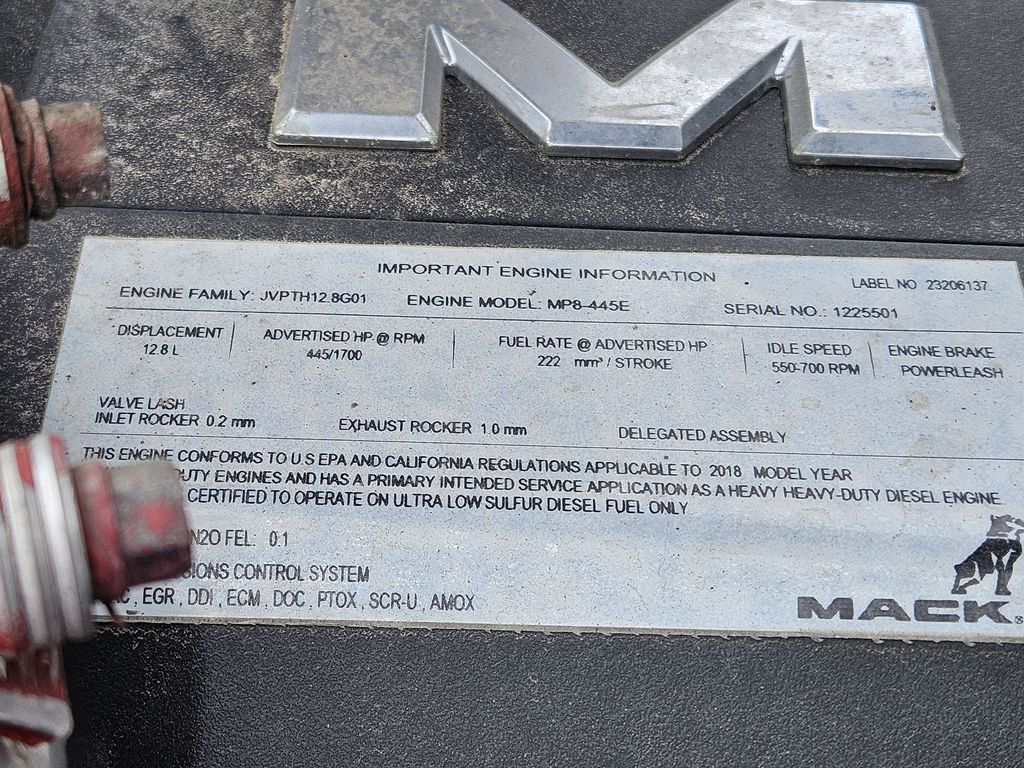 M
IMPORTANT ENGINE INFORMATION
LABEL NO 23206137
ENGINE FAMILY: JVPTH12.8G01 ENGINE MODEL: MP8-445E SERIAL NO.: 1225501
DISPLACEMENT ADVERTISED HP @ RPM FUEL RATE @ ADVERTISED HP IDLE SPEED ENGINE BRAKE
12.8 L 445/1700 222 mm³ / STROKE 550-700 RPM POWERLEASH
VALVE LASH
INLET ROCKER 0.2 mm EXHAUST ROCKER 1.0 mm DELEGATED ASSEMBLY
THIS ENGINE CONFORMS TO U S EPA AND CALIFORNIA REGULATIONS APPLICABLE TO 2018 MODEL YEAR
DUTY ENGINES AND HAS A PRIMARY INTENDED SERVICE APPLICATION AS A HEAVY HEAVY-DUTY DIESEL ENGINE
CERTIFIED TO OPERATE ON ULTRA LOW SULFUR DIESEL FUEL ONLY
N2O FEL: 0.1
CONTROL SYSTEM
, EGR , DDI , ECM , DOC , PTOX , SCR-U , AMOX
MACK®